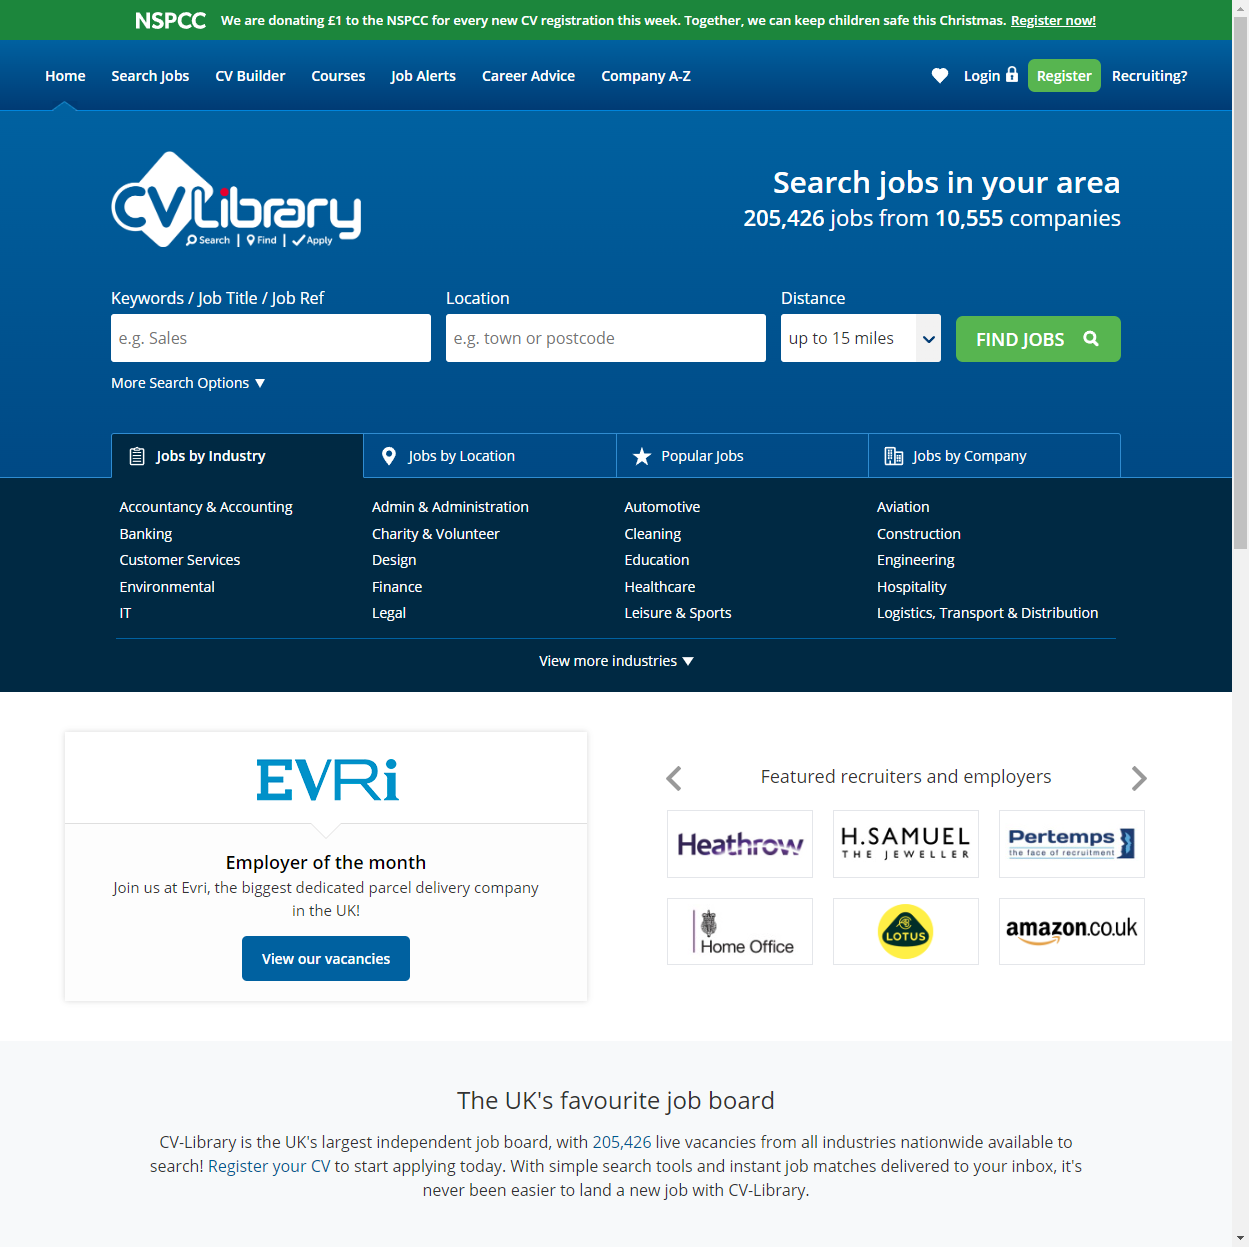 NSPCC We are donating £1 to the NSPCC for every new CV registration this week. Together, we can keep children safe this Christmas. Register now!
Home Search Jobs CV Builder Courses Job Alerts Career Advice Company A-Z Login Register Recruiting?
CVLibrary
Search | Find | Apply
Search jobs in your area
205,426 jobs from 10,555 companies
Keywords / Job Title / Job Ref Location Distance
e.g. Sales e.g. town or postcode up to 15 miles FIND JOBS
More Search Options ▼
Jobs by Industry Jobs by Location Popular Jobs Jobs by Company
Accountancy & Accounting Admin & Administration Automotive Aviation
Banking Charity & Volunteer Cleaning Construction
Customer Services Design Education Engineering
Environmental Finance Healthcare Hospitality
IT Legal Leisure & Sports Logistics, Transport & Distribution
View more industries ▼
EVRi
Employer of the month
Join us at Evri, the biggest dedicated parcel delivery company
in the UK!
View our vacancies
Featured recruiters and employers
Heathrow H.SAMUEL Pertemps
THE JEWELLER the face of recruitment
Home Office LOTUS amazon.co.uk
The UK's favourite job board
CV-Library is the UK's largest independent job board, with 205,426 live vacancies from all industries nationwide available to
search! Register your CV to start applying today. With simple search tools and instant job matches delivered to your inbox, it's
never been easier to land a new job with CV-Library.